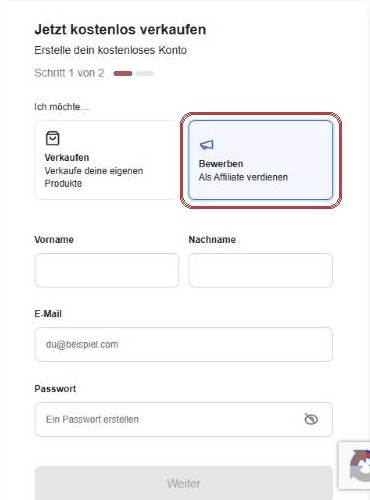 Jetzt kostenlos verkaufen
Erstelle dein kostenloses Konto
Schritt 1 von 2
Ich möchte...
Verkaufen
Verkaufe deine eigenen
Produkte
Bewerben
Als Affiliate verdienen
Vorname
Nachname
E-Mail
du@beispiel.com
Passwort
Ein Passwort erstellen
Weiter